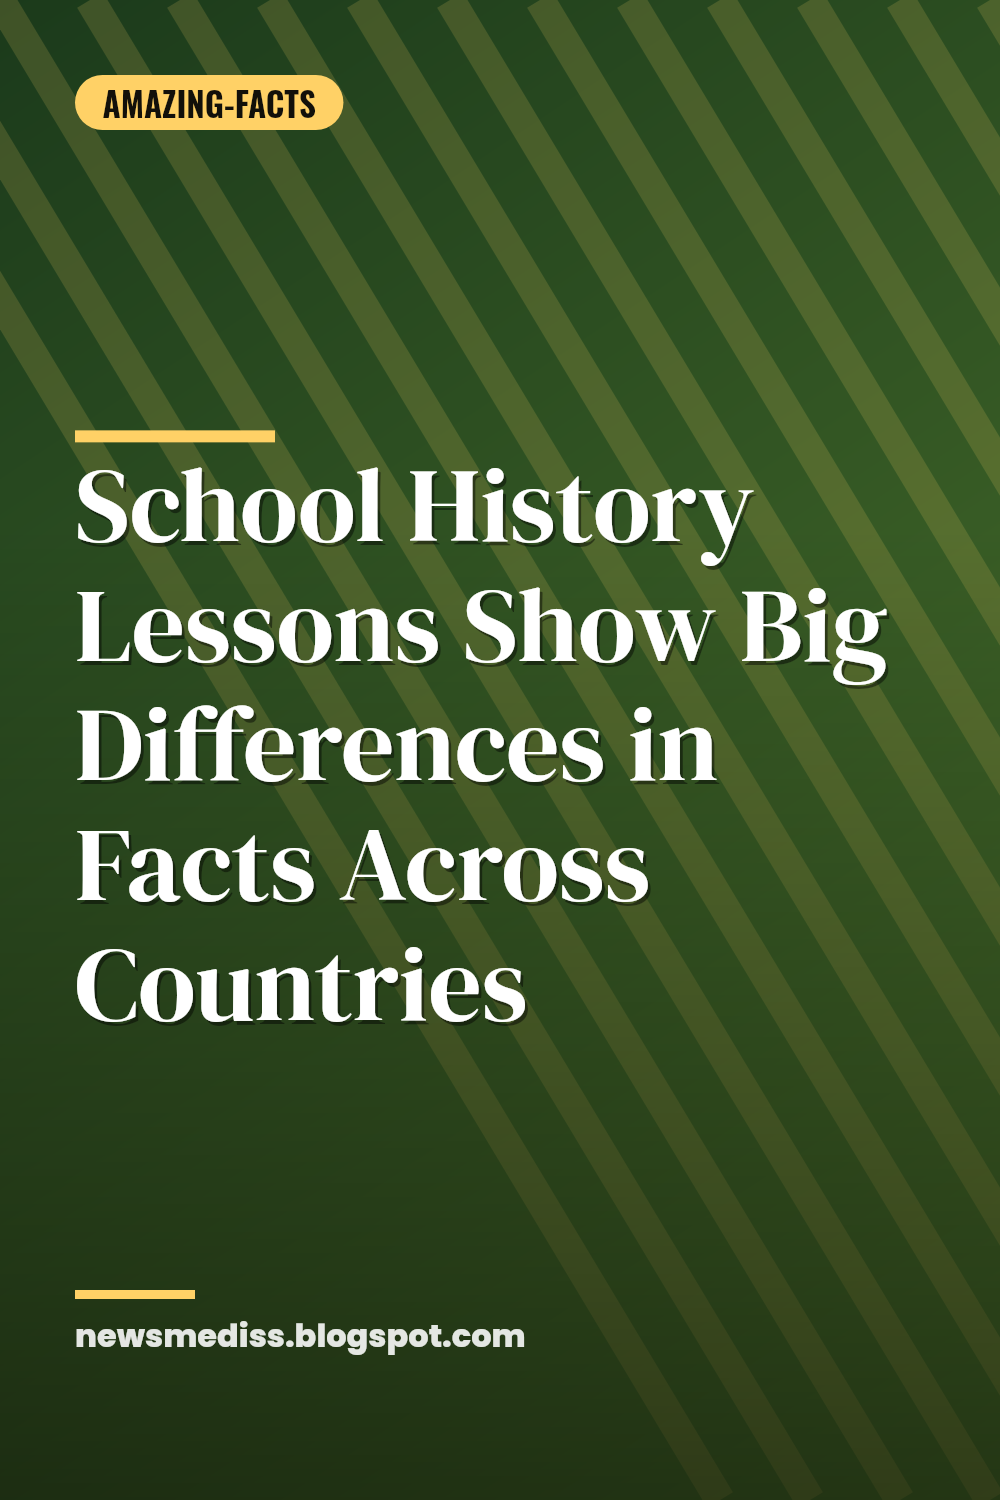 AMAZING-FACTS
School History
Lessons Show Big
Differences in
Facts Across
Countries
newsmediss.blogspot.com